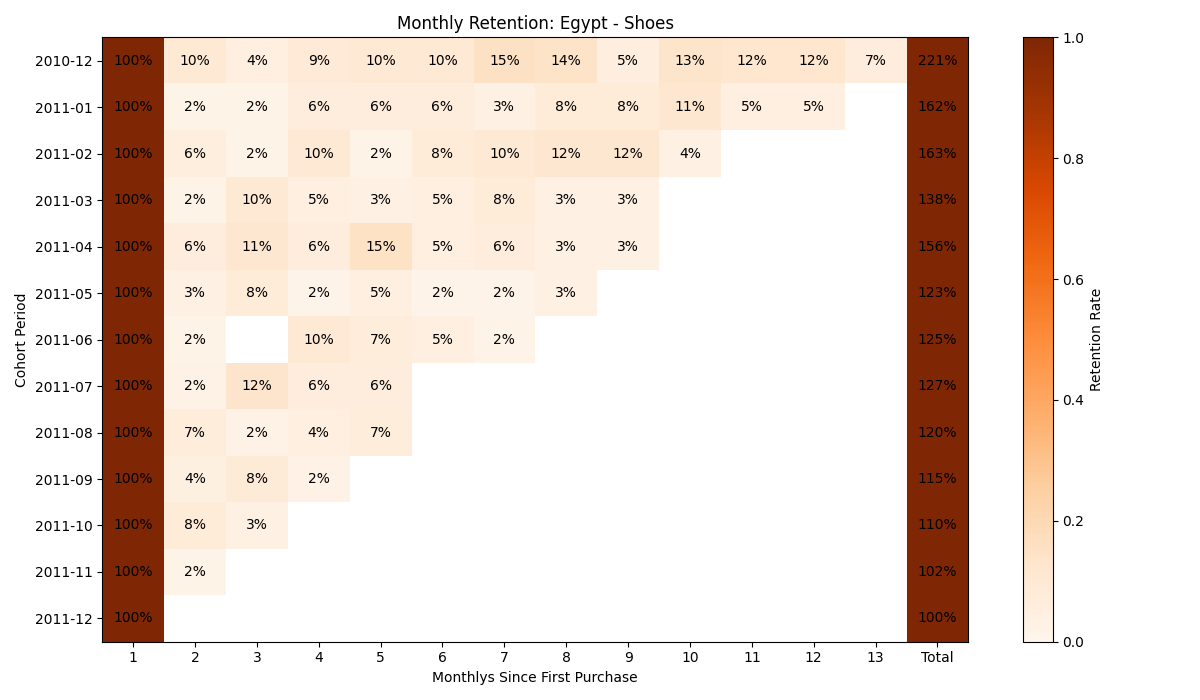 Monthly Retention: Egypt - Shoes
2010-12 100% 10% 4% 9% 10% 10% 15% 14% 5% 13% 12% 12% 7% 221%
2011-01 100% 2% 2% 6% 6% 6% 3% 8% 8% 11% 5% 5% 162%
2011-02 100% 6% 2% 10% 2% 8% 10% 12% 12% 4% 163%
2011-03 100% 2% 10% 5% 3% 5% 8% 3% 3% 138%
2011-04 100% 6% 11% 6% 15% 5% 6% 3% 3% 156%
2011-05 100% 3% 8% 2% 5% 2% 2% 3% 123%
2011-06 100% 2% 10% 7% 5% 2% 125%
2011-07 100% 2% 12% 6% 6% 127%
2011-08 100% 7% 2% 4% 7% 120%
2011-09 100% 4% 8% 2% 115%
2011-10 100% 8% 3% 110%
2011-11 100% 2% 102%
2011-12 100% 100%
1 2 3 4 5 6 7 8 9 10 11 12 13 Total
Monthlys Since First Purchase
Cohort Period
1.0
0.8
0.6
0.4
0.2
0.0
Retention Rate